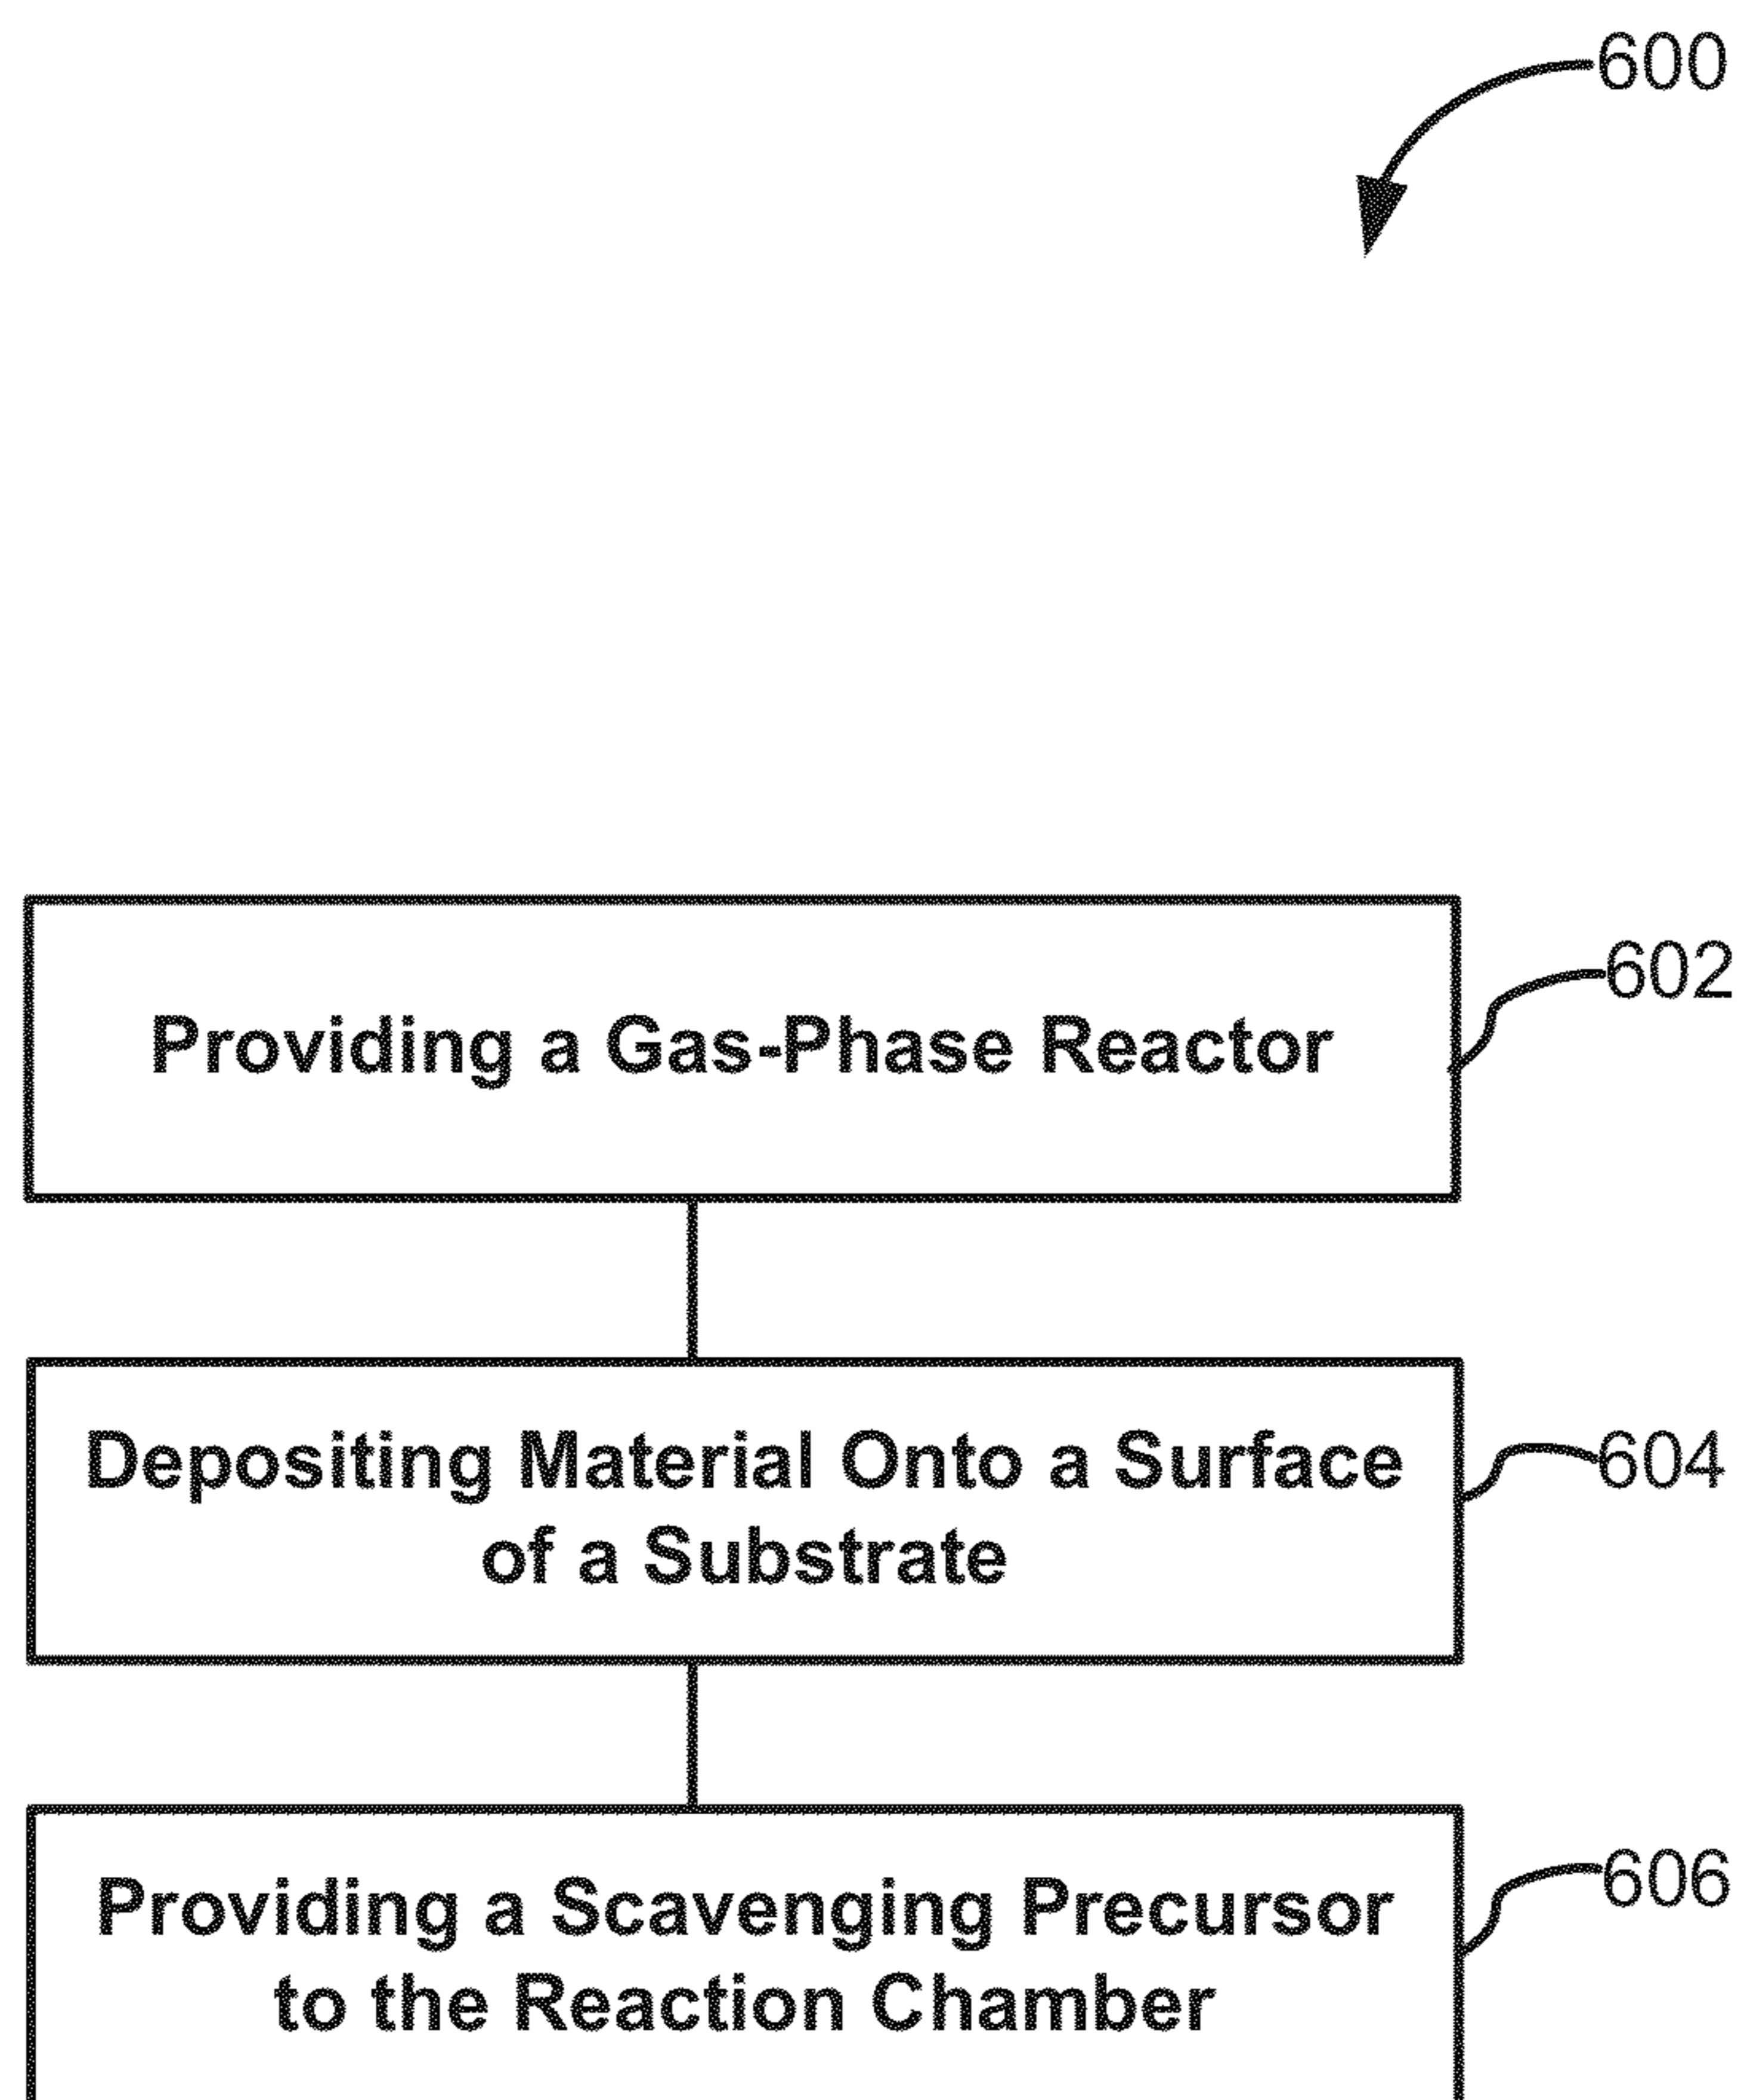 600
Providing a Gas-Phase Reactor
602
Depositing Material Onto a Surface
of a Substrate
604
Providing a Scavenging Precursor
to the Reaction Chamber
606